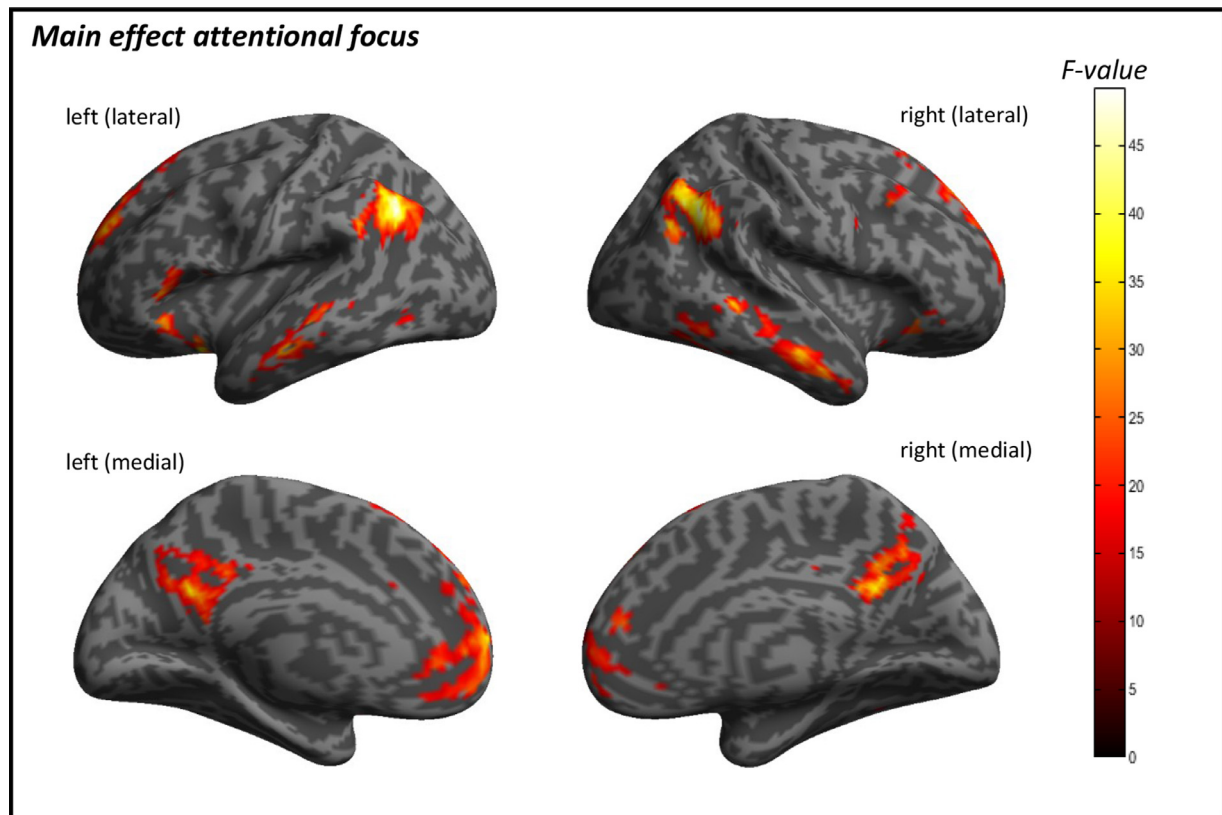 Main effect attentional focus
F-value
left (lateral)
right (lateral)
45
40
35
30
25
20
15
10
5
0
left (medial)
right (medial)